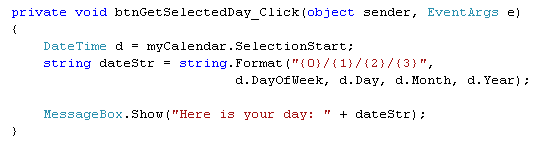 private void btnGetSelectedDay_Click(object sender, EventArgs e)
{
DateTime d = myCalendar.SelectionStart;
string dateStr = string.Format("{0}/{1}/{2}/{3}",
d.DayOfWeek, d.Day, d.Month, d.Year);
MessageBox.Show("Here is your day: " + dateStr);
}